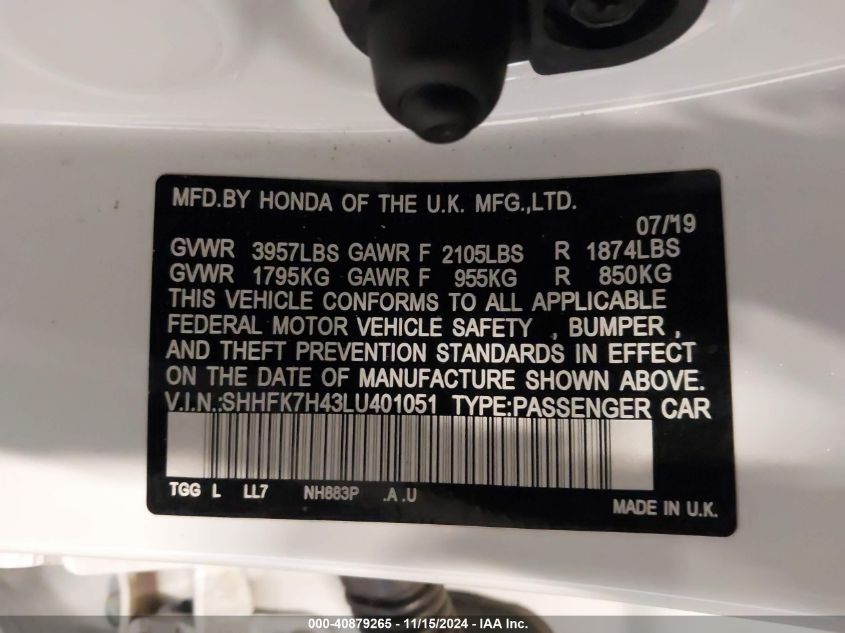 MFD.BY HONDA OF THE U.K. MFG.,LTD.
07/'19
GVWR 3957LBS GAWR F 2105LBS R 1874LBS
GVWR 1795KG GAWR F 955KG R 850KG
THIS VEHICLE CONFORMS TO ALL APPLICABLE
FEDERAL MOTOR VEHICLE SAFETY , BUMPER ,
AND THEFT PREVENTION STANDARDS IN EFFECT
ON THE DATE OF MANUFACTURE SHOWN ABOVE.
V.I.N.:SHHFK7H43LU401051 TYPE:PASSENGER CAR
TGG L LL7 NH883P .A .U
MADE IN U.K.
000-40879265 - 11/15/2024 - © IAA Inc.